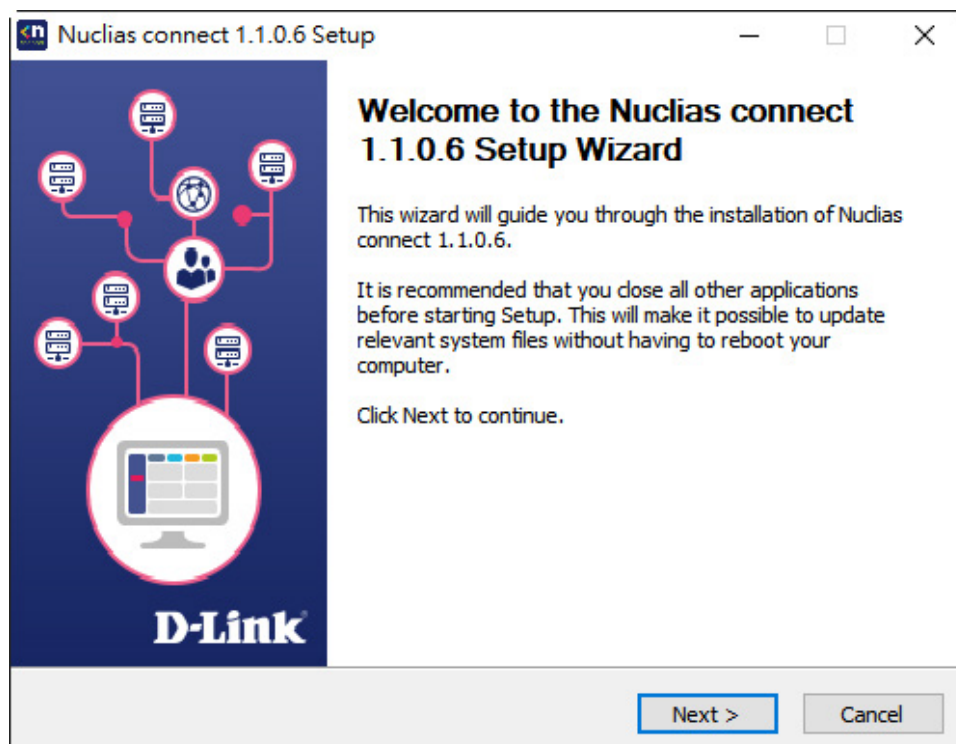 Nuclias connect 1.1.0.6 Setup
Welcome to the Nuclias connect
1.1.0.6 Setup Wizard
This wizard will guide you through the installation of Nuclias
connect 1.1.0.6.
It is recommended that you close all other applications
before starting Setup. This will make it possible to update
relevant system files without having to reboot your
computer.
Click Next to continue.
D-Link
Next >
Cancel